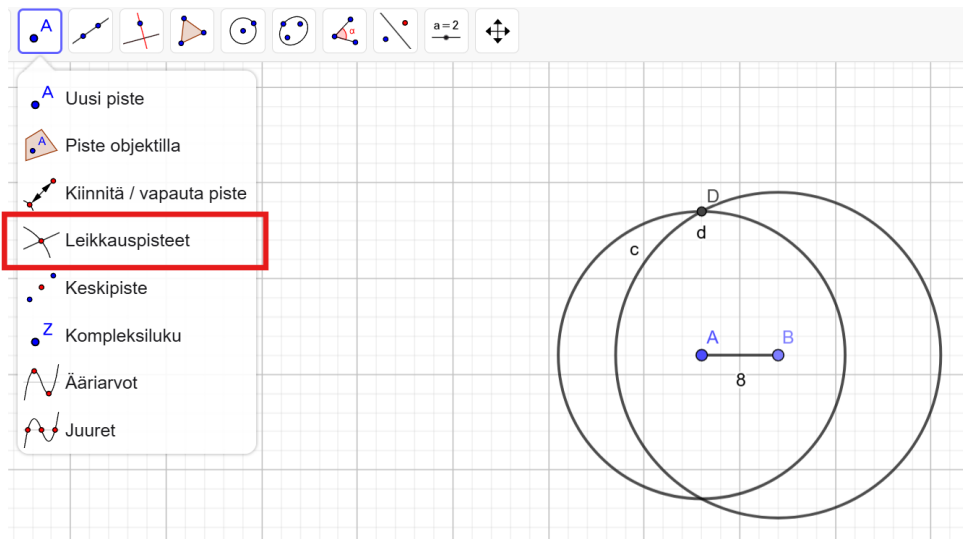 A
α
a = 2
A Uusi piste
A Piste objektilla
Kiinnitä / vapauta piste
Leikkauspisteet
Keskipiste
Z Kompleksiluku
Ääriarvot
Juuret
D
d
c
A B
8